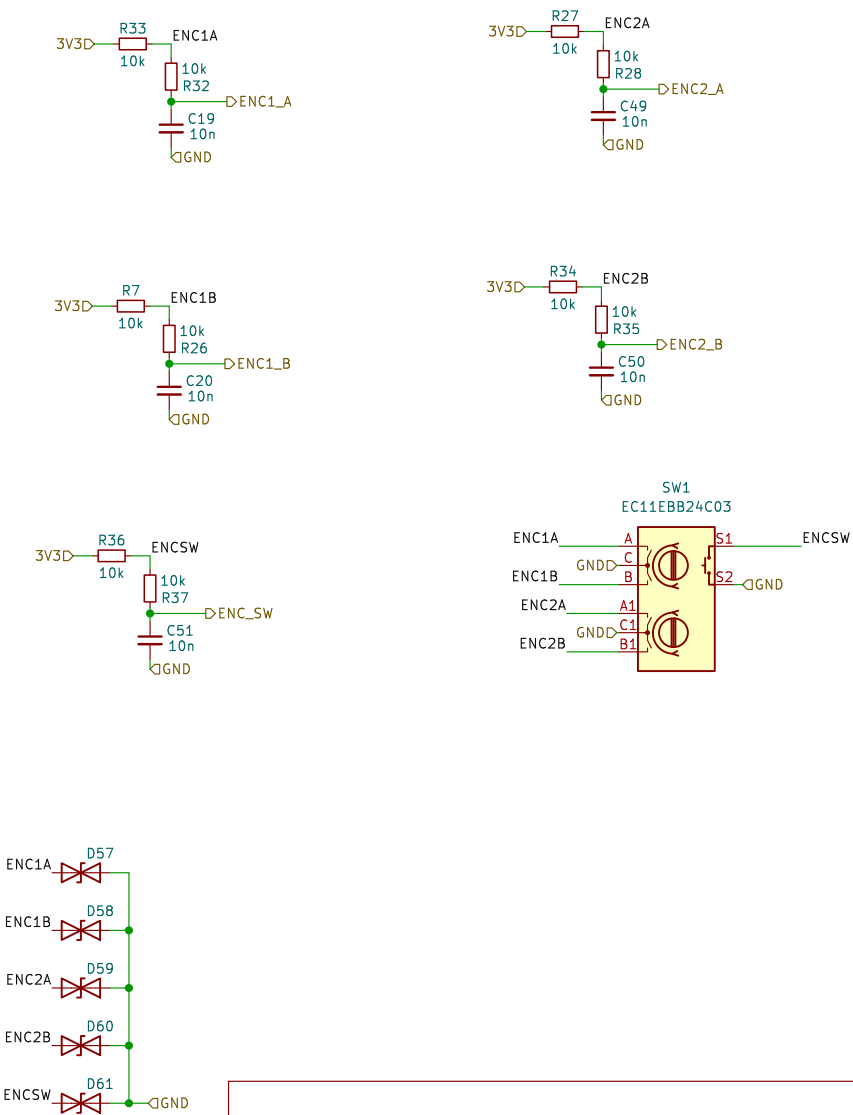 R33
3V3
10k
ENC1A
10k
R32
ENC1_A
C19
10n
GND
R27
3V3
10k
ENC2A
10k
R28
ENC2_A
C49
10n
GND
R7
3V3
10k
ENC1B
10k
R26
ENC1_B
C20
10n
GND
R34
3V3
10k
ENC2B
10k
R35
ENC2_B
C50
10n
GND
R36
3V3
10k
ENCSW
10k
R37
ENC_SW
C51
10n
GND
SW1
EC11EBB24C03
ENC1A A S1 ENCSW
GND C
ENC1B B S2 GND
ENC2A A1
GND C1
ENC2B B1
D57
ENC1A
D58
ENC1B
D59
ENC2A
D60
ENC2B
D61
ENCSW GND